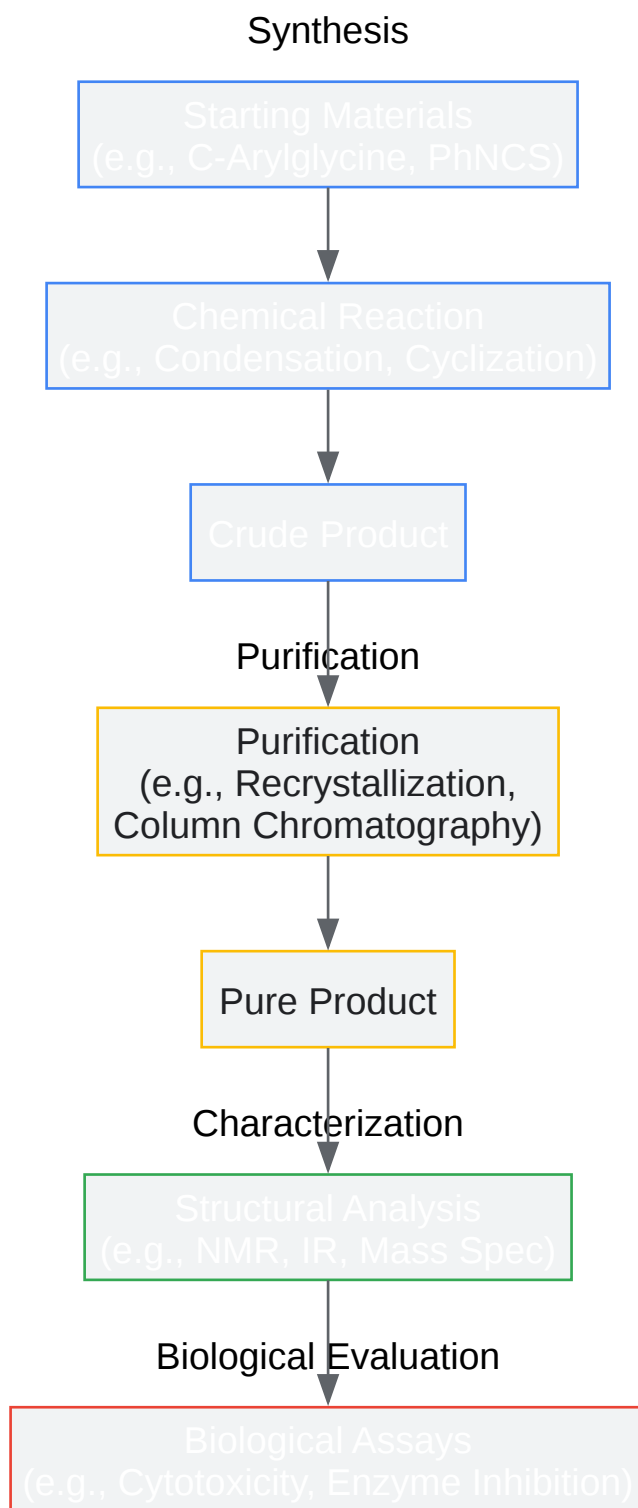 Synthesis
Starting Materials
(e.g., C-Arylglycine, PhNCS)
Chemical Reaction
(e.g., Condensation, Cyclization)
Crude Product
Purification
Purification
(e.g., Recrystallization,
Column Chromatography)
Pure Product
Characterization
Structural Analysis
(e.g., NMR, IR, Mass Spec)
Biological Evaluation
Biological Assays
(e.g., Cytotoxicity, Enzyme Inhibition)